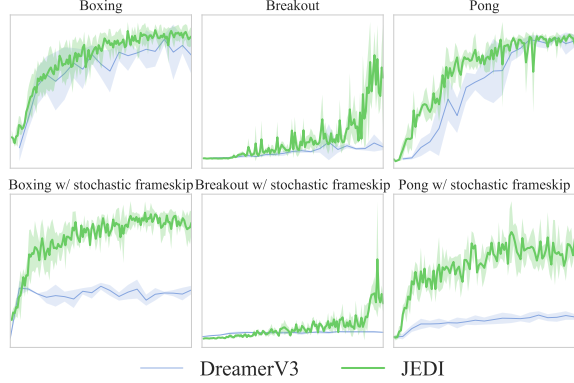 Boxing
Breakout
Pong
Boxing w/ stochastic frameskip
Breakout w/ stochastic frameskip
Pong w/ stochastic frameskip
DreamerV3
JEDI